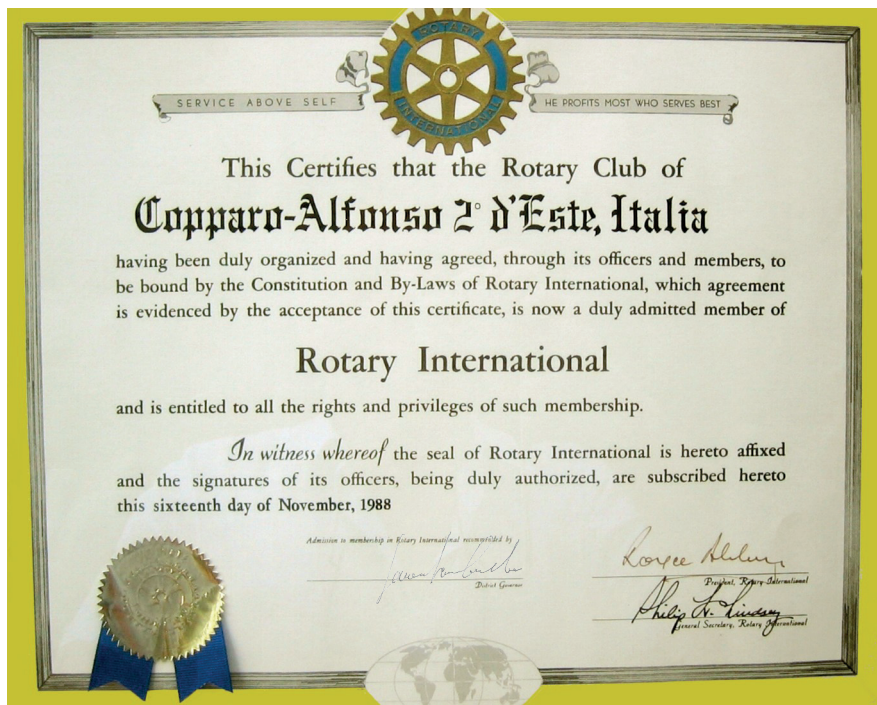 ROTARY
INTERNATIONAL
SERVICE ABOVE SELF
HE PROFITS MOST WHO SERVES BEST
This Certifies that the Rotary Club of
Copparo-Alfonso 2° d'Este, Italia
having been duly organized and having agreed, through its officers and members, to
be bound by the Constitution and By-Laws of Rotary International, which agreement
is evidenced by the acceptance of this certificate, is now a duly admitted member of
Rotary International
and is entitled to all the rights and privileges of such membership.
In witness whereof the seal of Rotary International is hereto affixed
and the signatures of its officers, being duly authorized, are subscribed hereto
this sixteenth day of November, 1988
Admission to membership in Rotary International recommended by
District Governor
Royce
President, Rotary International
Philip H. Lindsey
General Secretary, Rotary International